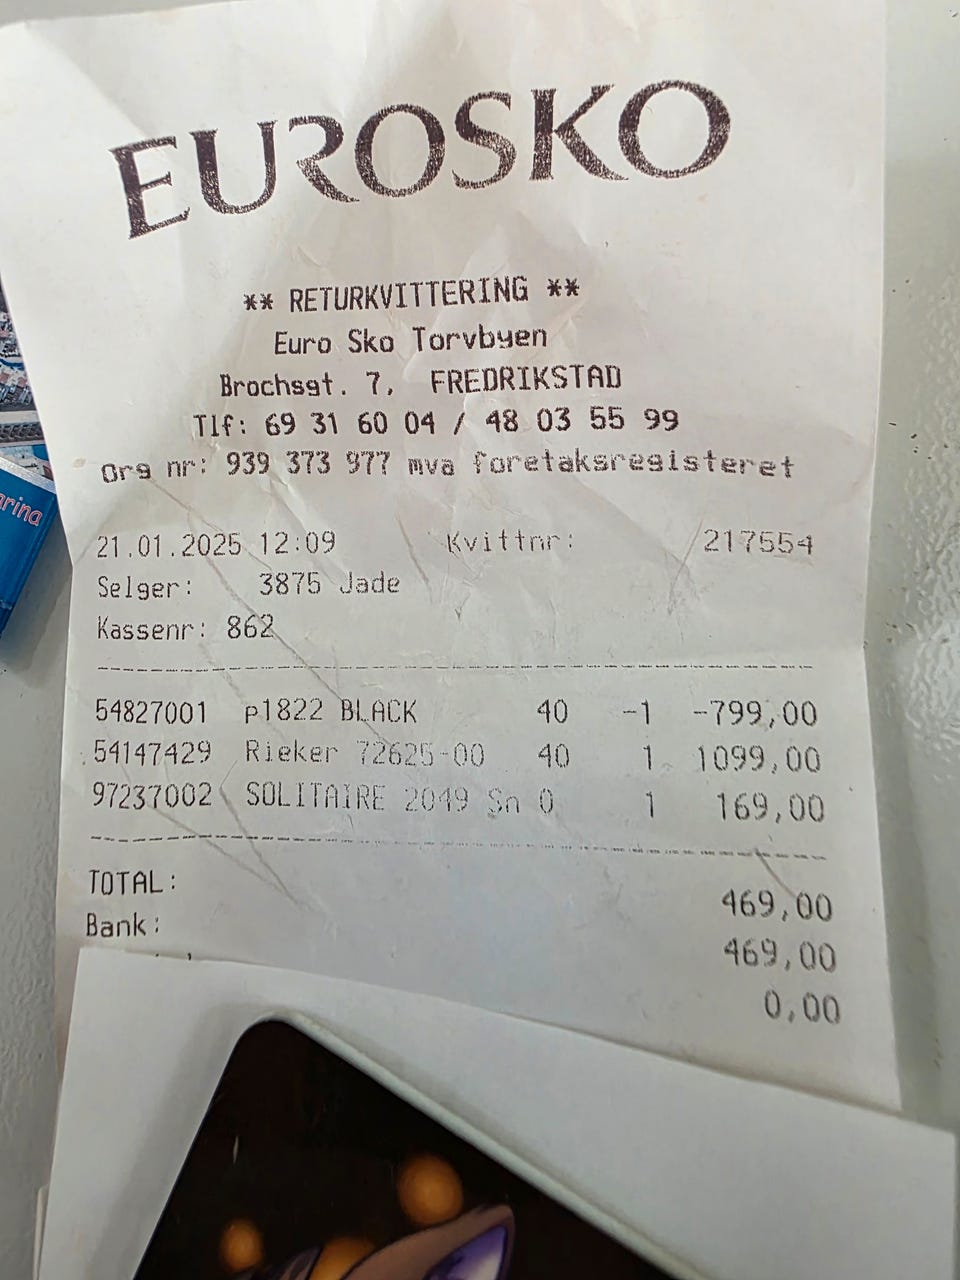 EUROSKO
** RETURKVITTERING **
Euro Sko Torvbyen
Brochsgt. 7, FREDRIKSTAD
Tlf: 69 31 60 04 / 48 03 55 99
Org nr: 939 373 977 mva foretaksregisteret
21.01.2025 12:09 Kvittnr: 217554
Selger: 3875 Jade
Kassenr: 862
54827001 p1822 BLACK 40 -1 -799,00
54147429 Rieker 72625-00 40 1 1099,00
97237002 SOLITAIRE 2049 Sn 0 1 169,00
TOTAL: 469,00
Bank: 469,00
0,00